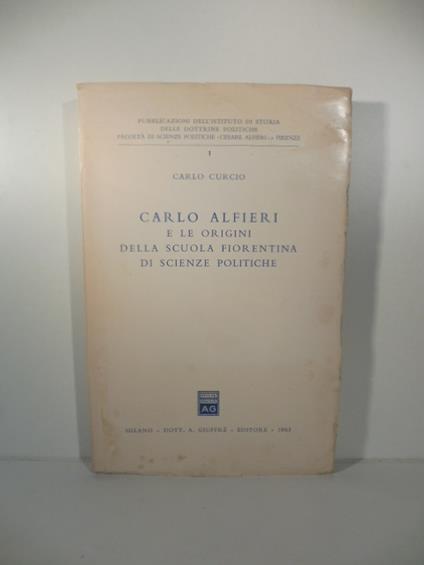 PUBBLICAZIONI DELL'ISTITUTO DI STORIA
DELLE DOTTRINE POLITICHE
FACOLTÀ DI SCIENZE POLITICHE «CESARE ALFIERI» - FIRENZE
1
CARLO CURCIO
CARLO ALFIERI
E LE ORIGINI
DELLA SCUOLA FIORENTINA
DI SCIENZE POLITICHE
AG
MILANO - DOTT. A. GIUFFRÈ - EDITORE - 1963